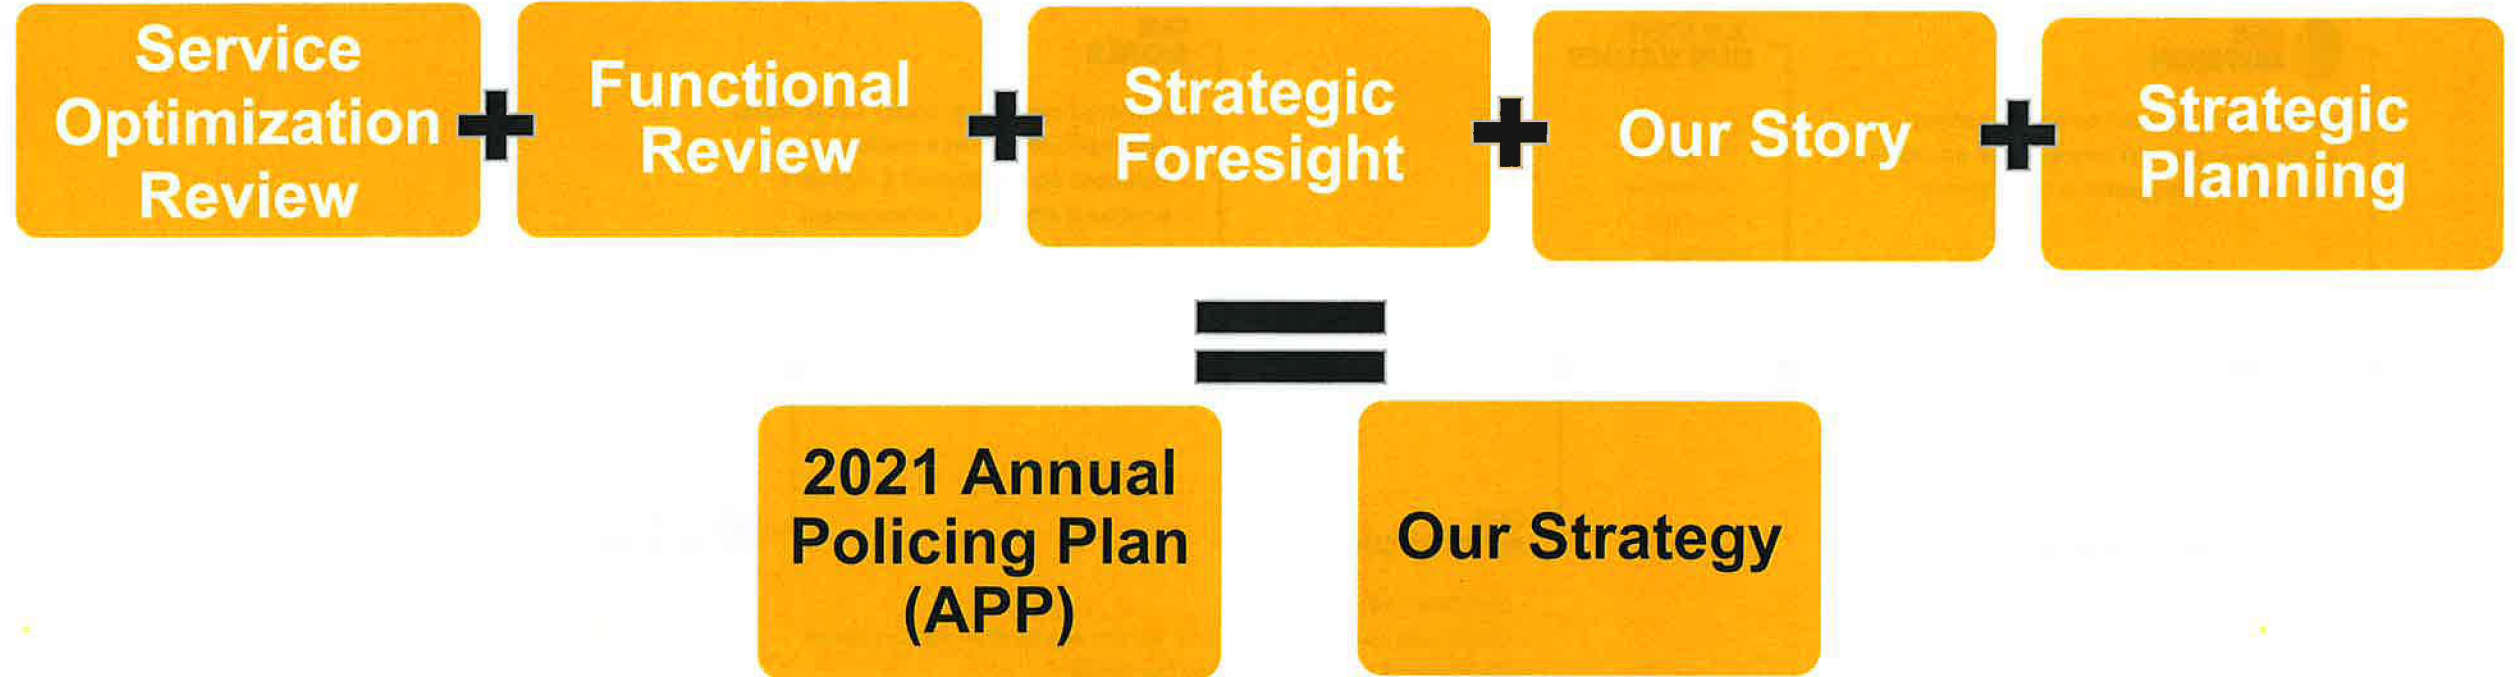 Service
Optimization
Review
Functional
Review
Strategic
Foresight
Our Story
Strategic
Planning
2021 Annual
Policing Plan
(APP)
Our Strategy